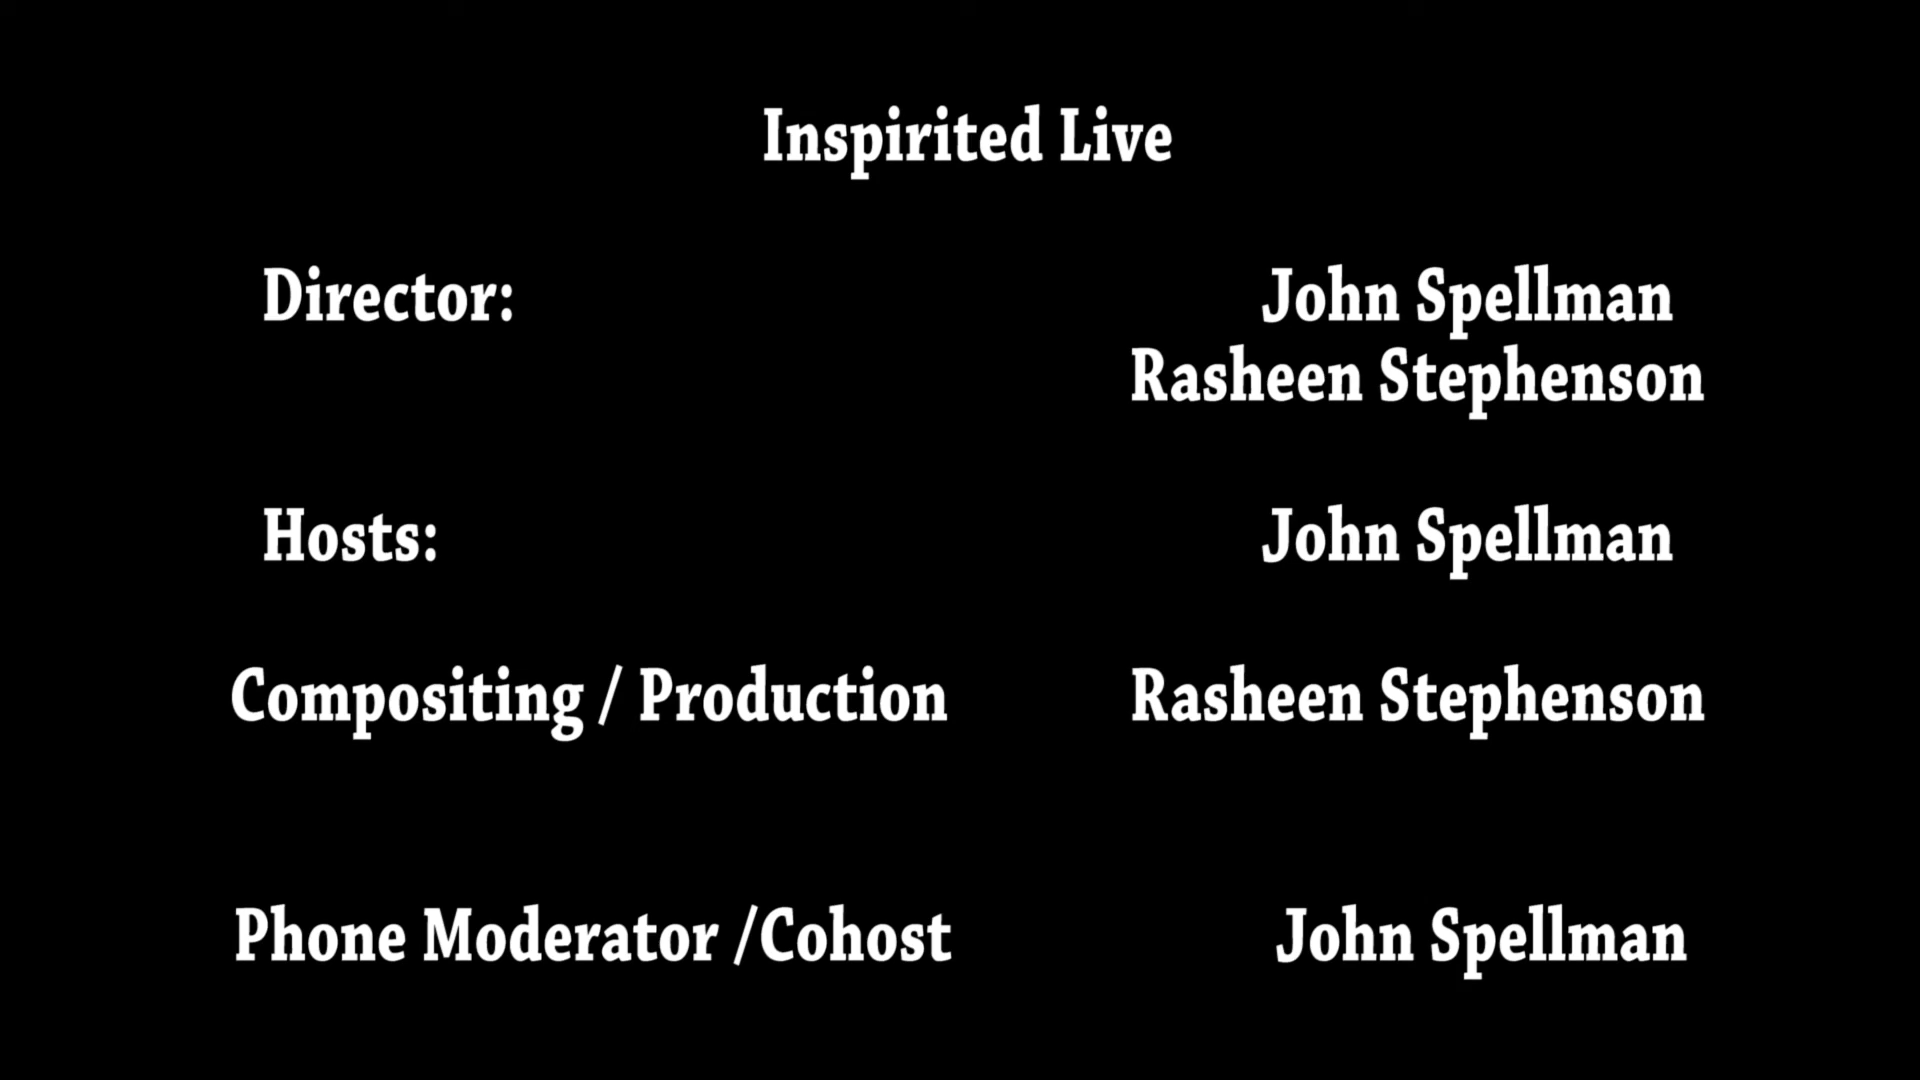 Inspirited Live
Director: John Spellman
Rasheen Stephenson
Hosts: John Spellman
Compositing / Production Rasheen Stephenson
Phone Moderator /Cohost John Spellman